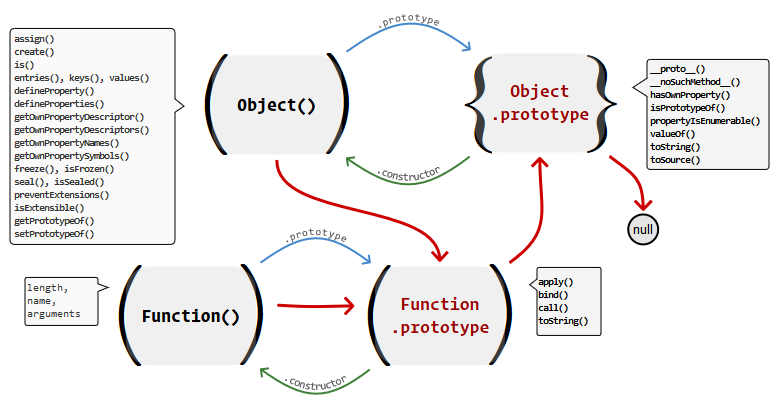 .prototype
assign()
create()
is()
entries(), keys(), values()
defineProperty()
defineProperties()
getOwnPropertyDescriptor()
getOwnPropertyDescriptors()
getOwnPropertyNames()
getOwnPropertySymbols()
freeze(), isFrozen()
seal(), isSealed()
preventExtensions()
isExtensible()
getPrototypeOf()
setPrototypeOf()
(Object())
{Object
.prototype}
__proto__()
__noSuchMethod__()
hasOwnProperty()
isPrototypeOf()
propertyIsEnumerable()
valueOf()
toString()
toSource()
.constructor
null
.prototype
length,
name,
arguments
(Function())
(Function
.prototype)
apply()
bind()
call()
toString()
.constructor